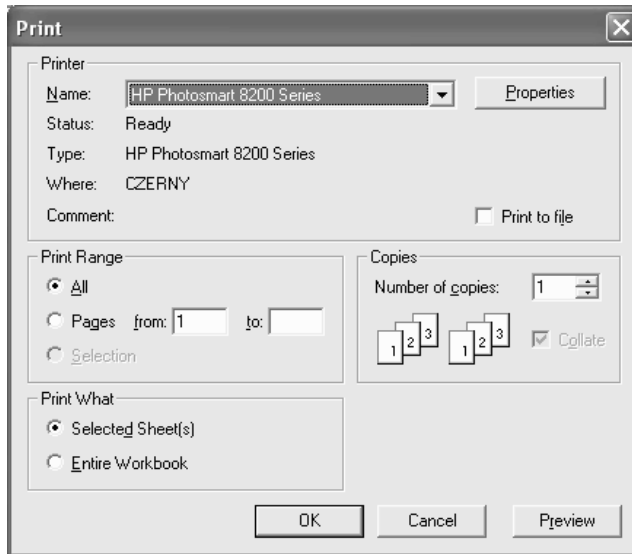 Print
Printer
Name: HP Photosmart 8200 Series Properties
Status: Ready
Type: HP Photosmart 8200 Series
Where: CZERNY
Comment: Print to file
Print Range
All
Pages from: 1 to:
Selection
Copies
Number of copies: 1
1 2 3 1 2 3 Collate
Print What
Selected Sheet(s)
Entire Workbook
OK Cancel Preview